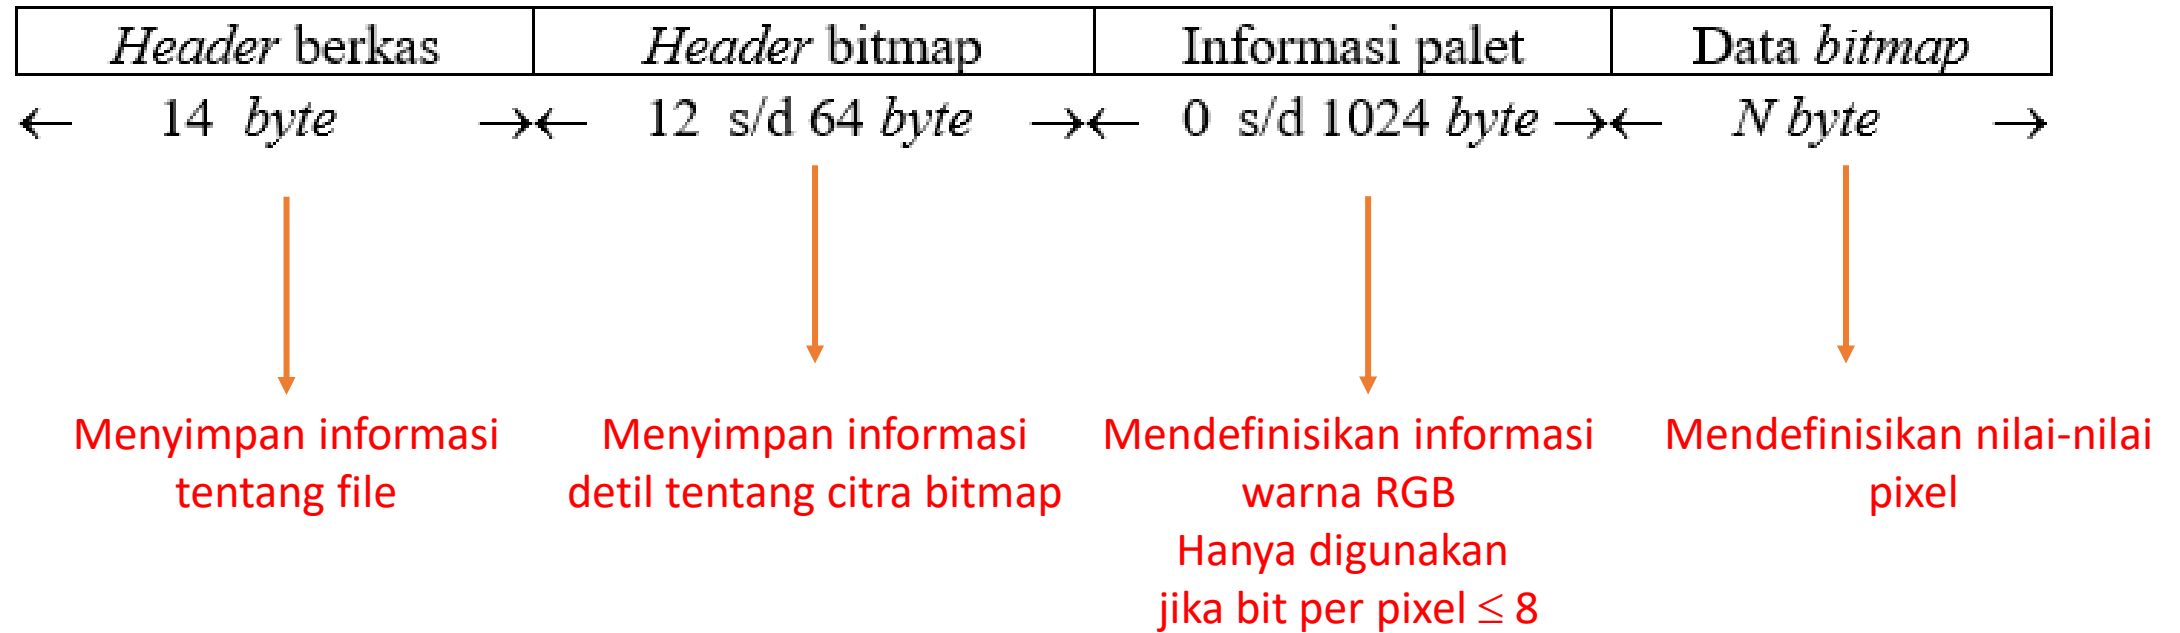 Header berkas Header bitmap Informasi palet Data bitmap
← 14 byte →← 12 s/d 64 byte →← 0 s/d 1024 byte →← N byte →
Menyimpan informasi
tentang file
Menyimpan informasi
detil tentang citra bitmap
Mendefinisikan informasi
warna RGB
Hanya digunakan
jika bit per pixel ≤ 8
Mendefinisikan nilai-nilai
pixel